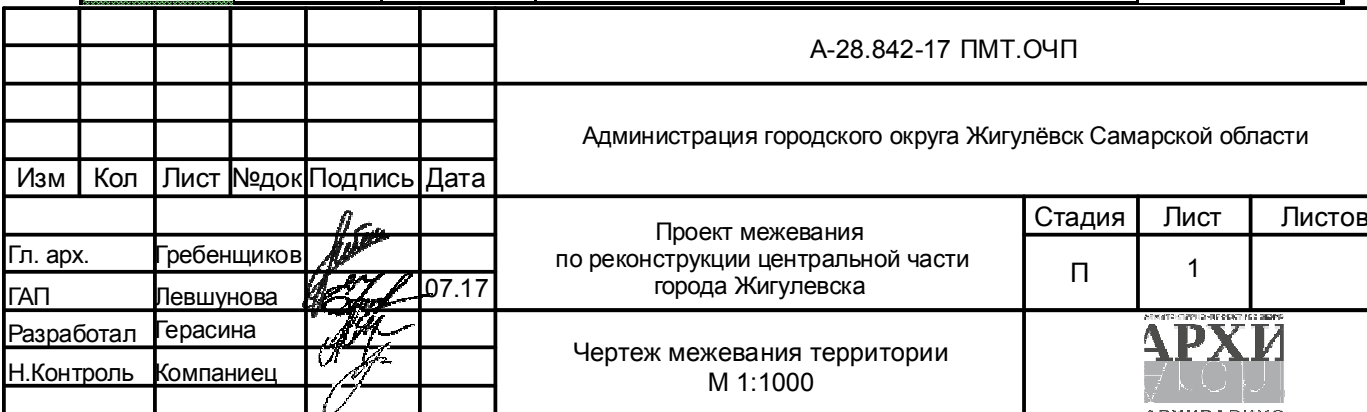 А-28.842-17 ПМТ.ОЧП
Администрация городского округа Жигулёвск Самарской области
Изм Кол Лист №док Подпись Дата
Проект межевания
по реконструкции центральной части
города Жигулевска
Стадия Лист Листов
П 1
Гл. арх. Гребенщиков
ГАП Левшунова 07.17
Разработал Герасина
Н.Контроль Компаниец
Чертеж межевания территории
М 1:1000
АРХИ